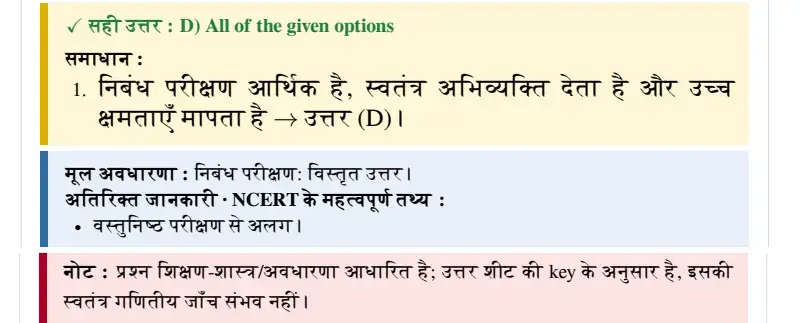 ✓ सही उत्तर : D) All of the given options
समाधान :
1. निबंध परीक्षण आर्थिक है, स्वतंत्र अभिव्यक्ति देता है और उच्च
क्षमताएँ मापता है → उत्तर (D)।
मूल अवधारणा : निबंध परीक्षण: विस्तृत उत्तर।
अतिरिक्त जानकारी · NCERT के महत्वपूर्ण तथ्य :
• वस्तुनिष्ठ परीक्षण से अलग।
नोट : प्रश्न शिक्षण-शास्त्र/अवधारणा आधारित है; उत्तर शीट की key के अनुसार है, इसकी
स्वतंत्र गणितीय जाँच संभव नहीं।